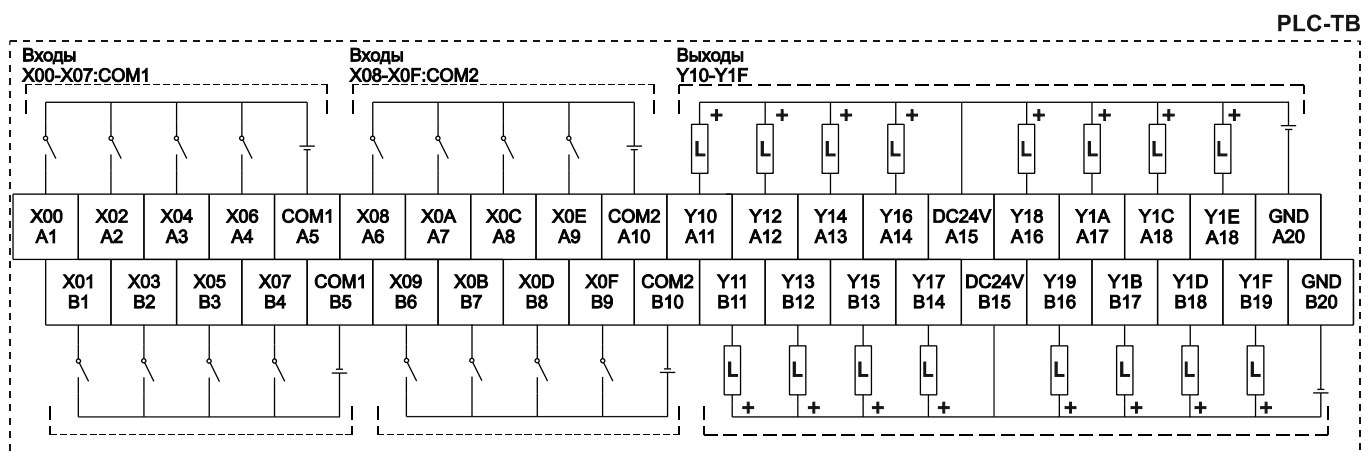 PLC-TB
Входы
X00-X07:COM1
Входы
X08-X0F:COM2
Выходы
Y10-Y1F
+ + + + + + + +
L L L L L L L L
X00 X02 X04 X06 COM1 X08 X0A X0C X0E COM2 Y10 Y12 Y14 Y16 DC24V Y18 Y1A Y1C Y1E GND
A1 A2 A3 A4 A5 A6 A7 A8 A9 A10 A11 A12 A13 A14 A15 A16 A17 A18 A18 A20
X01 X03 X05 X07 COM1 X09 X0B X0D X0F COM2 Y11 Y13 Y15 Y17 DC24V Y19 Y1B Y1D Y1F GND
B1 B2 B3 B4 B5 B6 B7 B8 B9 B10 B11 B12 B13 B14 B15 B16 B17 B18 B19 B20
L L L L L L L L
+ + + + + + + +